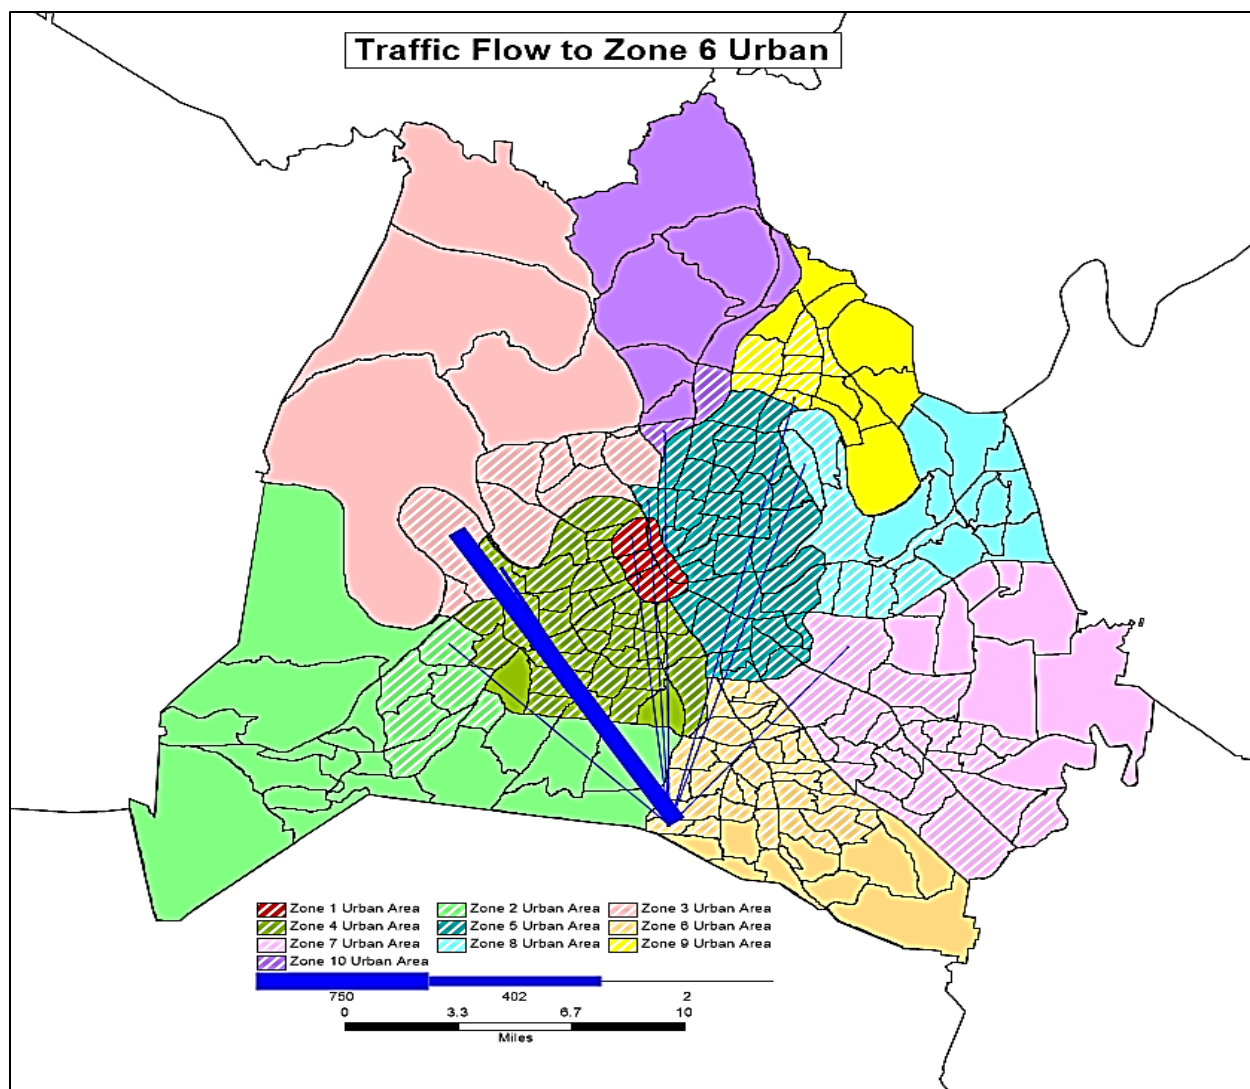 Traffic Flow to Zone 6 Urban
Zone 1 Urban Area Zone 2 Urban Area Zone 3 Urban Area
Zone 4 Urban Area Zone 5 Urban Area Zone 6 Urban Area
Zone 7 Urban Area Zone 8 Urban Area Zone 9 Urban Area
Zone 10 Urban Area
750 402 2
0 3.3 6.7 10
Miles